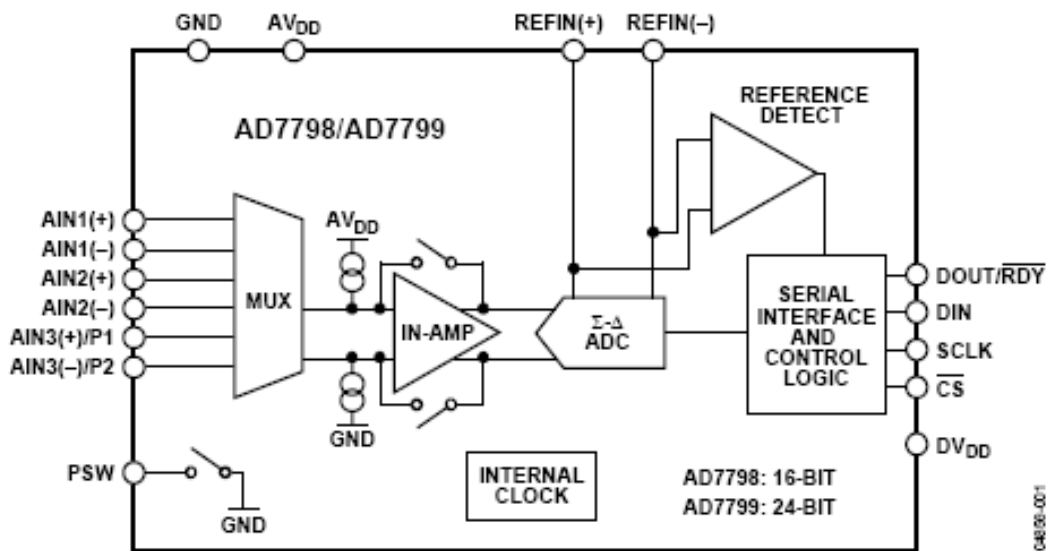 GND
AVDD
REFIN(+)
REFIN(–)
REFERENCE
DETECT
AD7798/AD7799
AIN1(+)
AIN1(–)
AIN2(+)
AIN2(–)
AIN3(+)/P1
AIN3(–)/P2
MUX
AVDD
IN-AMP
GND
Σ-Δ
ADC
SERIAL
INTERFACE
AND
CONTROL
LOGIC
DOUT/RDY
DIN
SCLK
CS
DVDD
PSW
GND
INTERNAL
CLOCK
AD7798: 16-BIT
AD7799: 24-BIT
04856-001